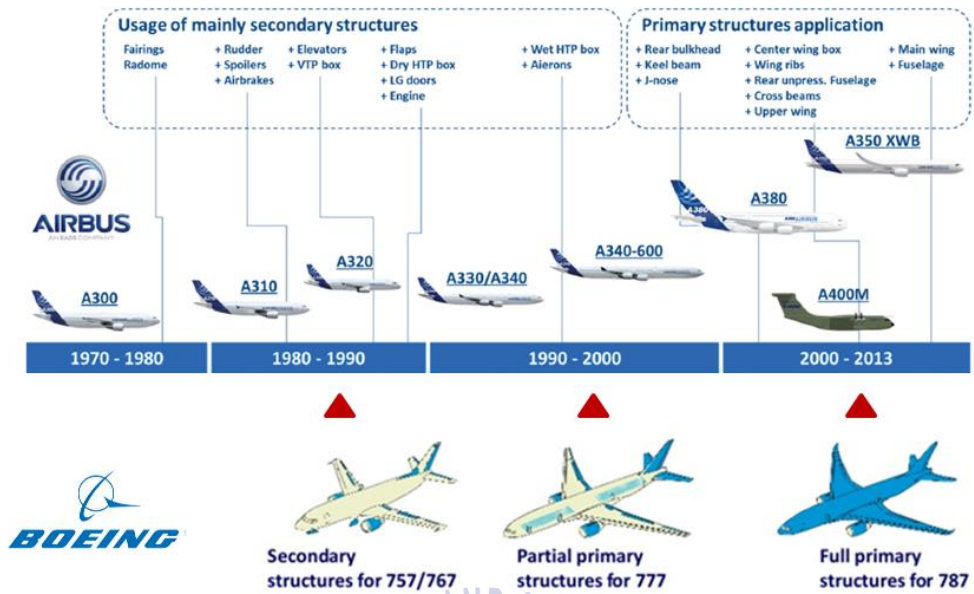 Usage of mainly secondary structures
Fairings
Radome
+ Rudder
+ Spoilers
+ Airbrakes
+ Elevators
+ VTP box
+ Flaps
+ Dry HTP box
+ LG doors
+ Engine
+ Wet HTP box
+ Aierons
Primary structures application
+ Rear bulkhead
+ Keel beam
+ J-nose
+ Center wing box
+ Wing ribs
+ Rear unpress. Fuselage
+ Cross beams
+ Upper wing
+ Main wing
+ Fuselage
AIRBUS
AN EADS COMPANY
A300
A310
A320
A330/A340
A340-600
A380
A380
A350 XWB
A400M
1970 - 1980
1980 - 1990
1990 - 2000
2000 - 2013
BOEING
Secondary
structures for 757/767
Partial primary
structures for 777
Full primary
structures for 787